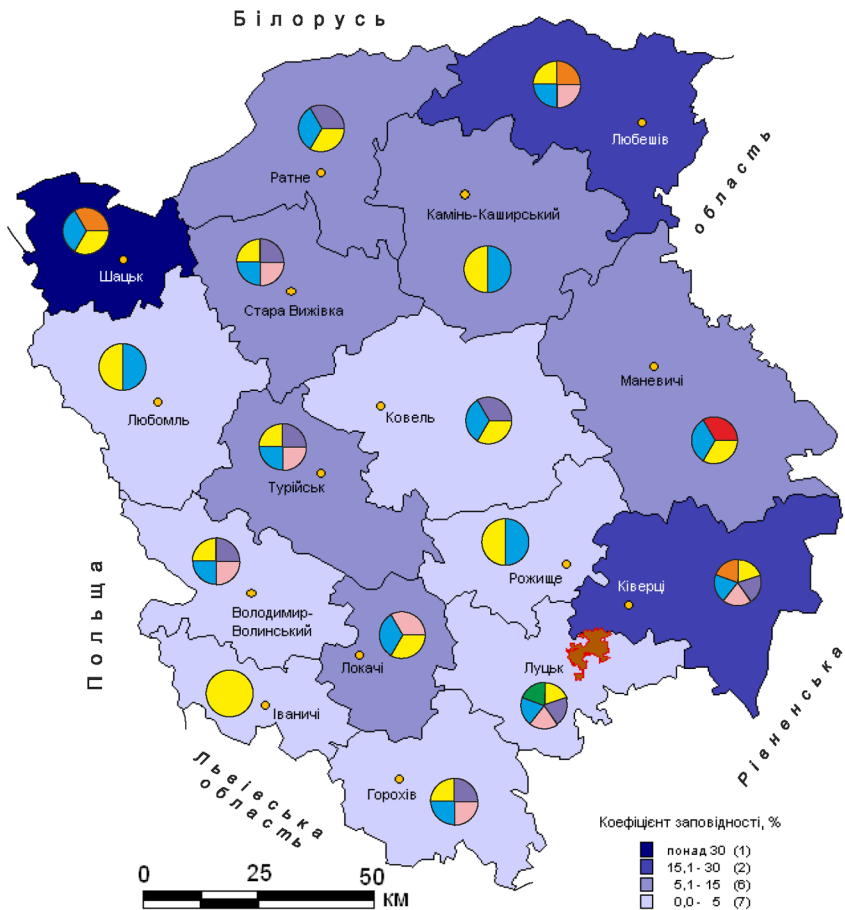 Білорусь
область
Любешів
Ратне
Камінь-Каширський
Шацьк
Стара Вижівка
Маневичі
Любомль
Ковель
Турійськ
Польща
Рожище
Ківерці
Володимир-
Волинський
Локачі
Луцьк
Рівненська
Іваничі
Львівська
область
Горохів
Коефіцієнт заповідності, %
понад 30 (1)
15,1 - 30 (2)
5,1 - 15 (6)
0,0 - 5 (7)
0 25 50
КМ